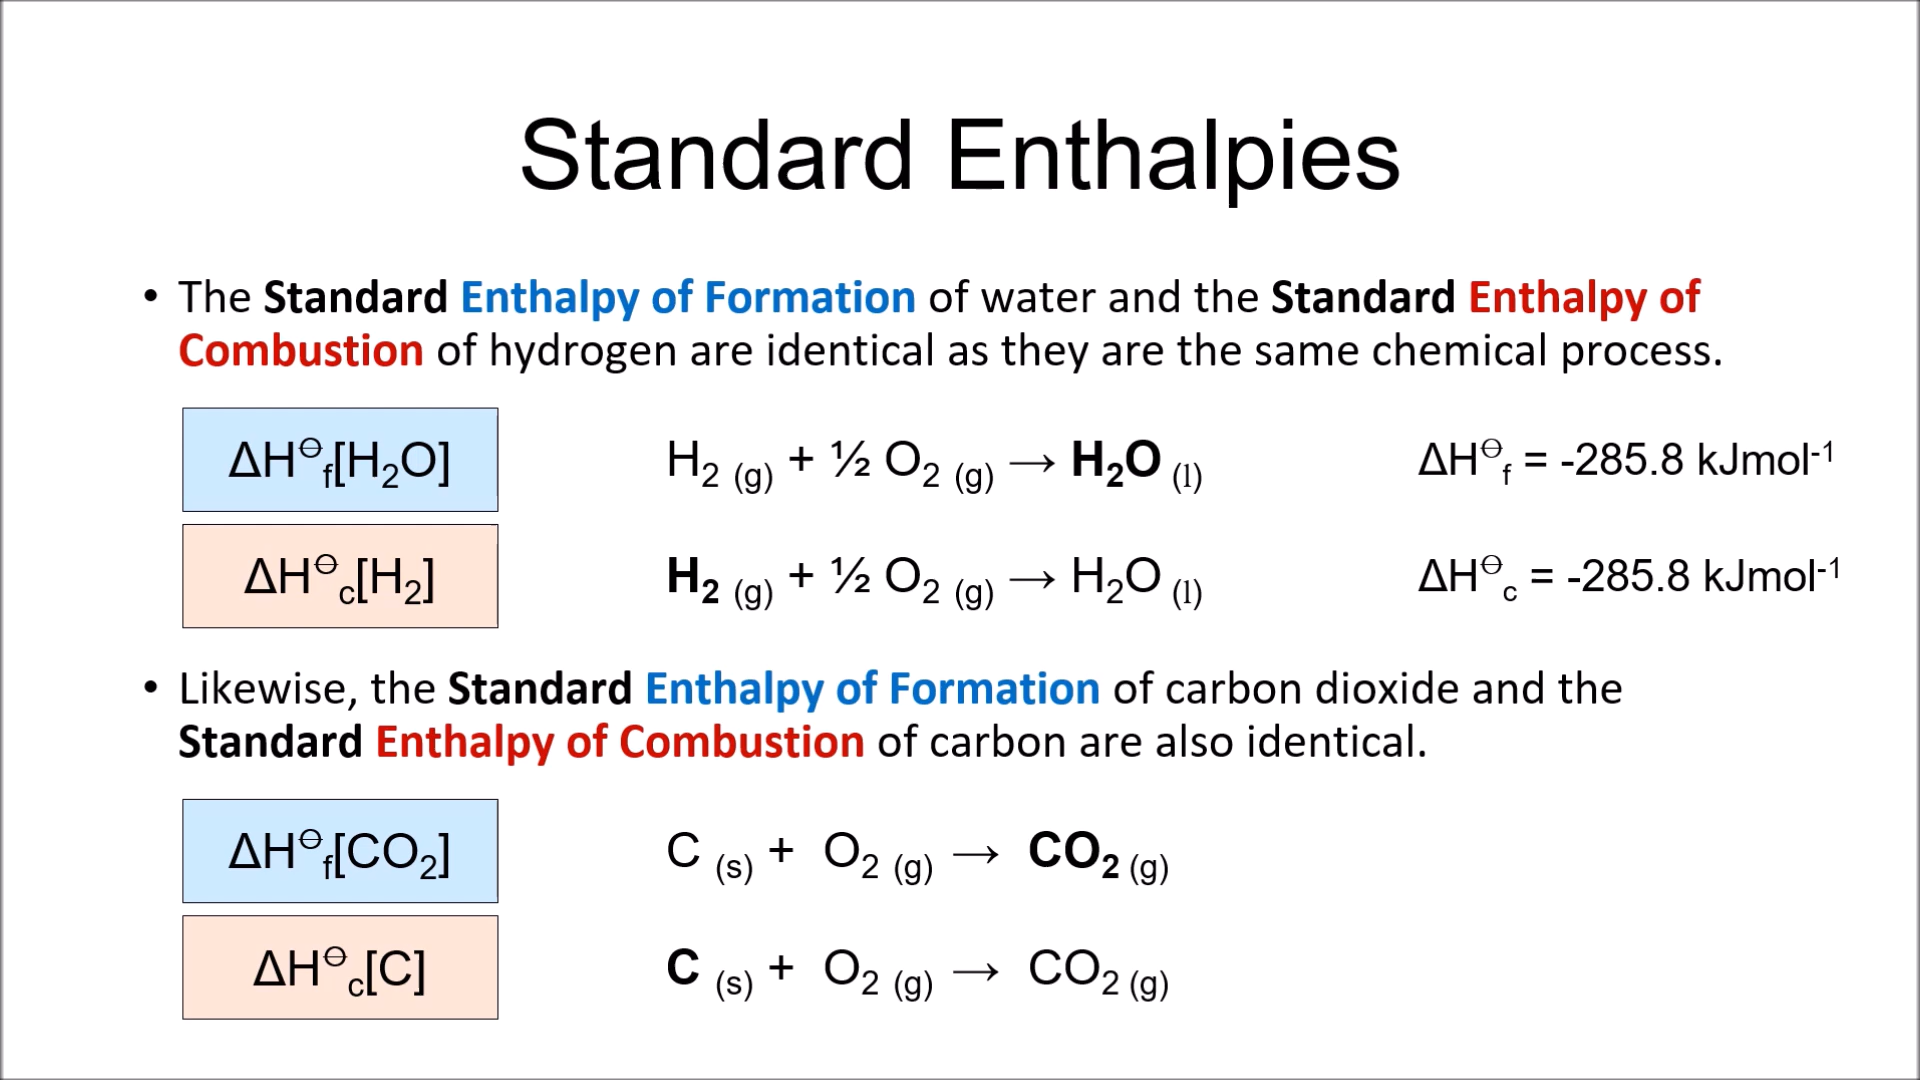 Standard Enthalpies
• The Standard Enthalpy of Formation of water and the Standard Enthalpy of
Combustion of hydrogen are identical as they are the same chemical process.
ΔH⊖f[H₂O] H₂ (g) + ½ O₂ (g) → H₂O (l) ΔH⊖f = -285.8 kJmol⁻¹
ΔH⊖c[H₂] H₂ (g) + ½ O₂ (g) → H₂O (l) ΔH⊖c = -285.8 kJmol⁻¹
• Likewise, the Standard Enthalpy of Formation of carbon dioxide and the
Standard Enthalpy of Combustion of carbon are also identical.
ΔH⊖f[CO₂] C (s) + O₂ (g) → CO₂ (g)
ΔH⊖c[C] C (s) + O₂ (g) → CO₂ (g)